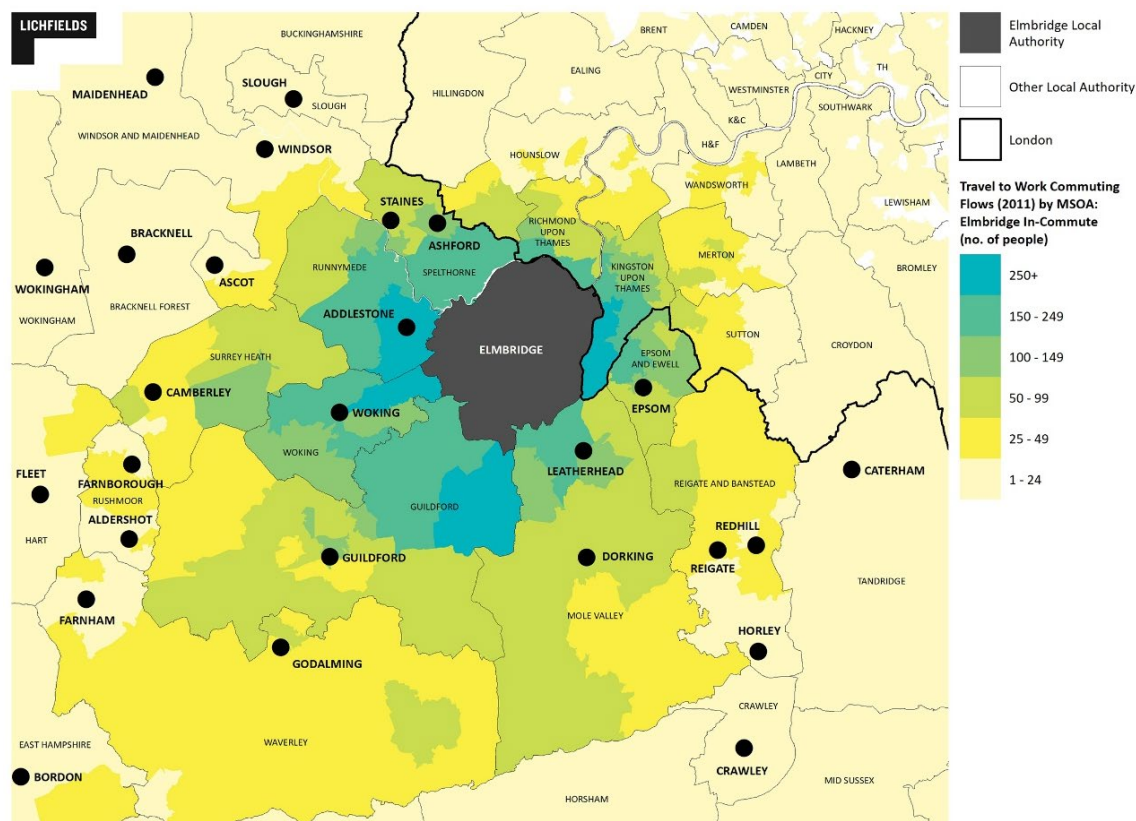 LICHFIELDS
BUCKINGHAMSHIRE
BRENT
CAMDEN
HACKNEY
MAIDENHEAD
SLOUGH
SLOUGH
HILLINGDON
EALING
CITY
TH
WESTMINSTER
SOUTHWARK
K&C
WINDSOR AND MAIDENHEAD
WINDSOR
HOUNSLOW
H&F
LAMBETH
WANDSWORTH
LEWISHAM
STAINES
ASHFORD
RICHMOND
UPON
THAMES
BRACKNELL
ASCOT
RUNNYMEDE
SPELTHORNE
KINGSTON
UPON
THAMES
MERTON
BROMLEY
WOKINGHAM
WOKINGHAM
BRACKNELL FOREST
ADDLESTONE
ELMBRIDGE
SUTTON
CROYDON
SURREY HEATH
EPSOM
AND EWELL
CAMBERLEY
WOKING
EPSOM
WOKING
LEATHERHEAD
FLEET
FARNBOROUGH
RUSHMOOR
ALDERSHOT
HART
GUILDFORD
REIGATE AND BANSTEAD
CATERHAM
REDHILL
REIGATE
GUILDFORD
DORKING
TANDRIDGE
FARNHAM
MOLE VALLEY
HORLEY
GODALMING
CRAWLEY
CRAWLEY
EAST HAMPSHIRE
WAVERLEY
BORDON
HORSHAM
MID SUSSEX
Elmbridge Local
Authority
Other Local Authority
London
Travel to Work Commuting
Flows (2011) by MSOA:
Elmbridge In-Commute
(no. of people)
250+
150 - 249
100 - 149
50 - 99
25 - 49
1 - 24